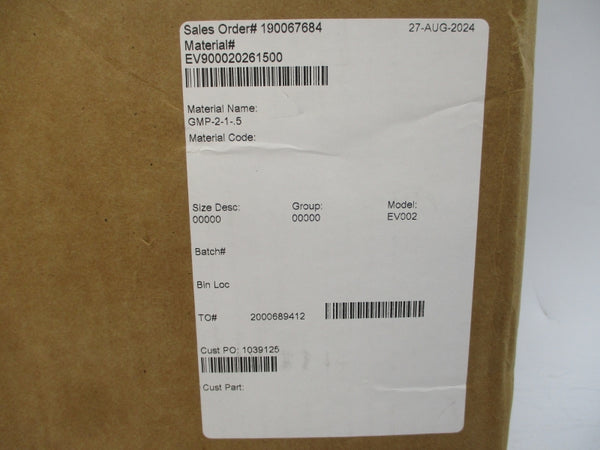 Sales Order# 190067684 27-AUG-2024
Material#
EV900020261500
Material Name:
GMP-2-1-.5
Material Code:
Size Desc: Group: Model:
00000 00000 EV002
Batch#
Bin Loc
TO# 2000689412
Cust PO: 1039125
Cust Part: